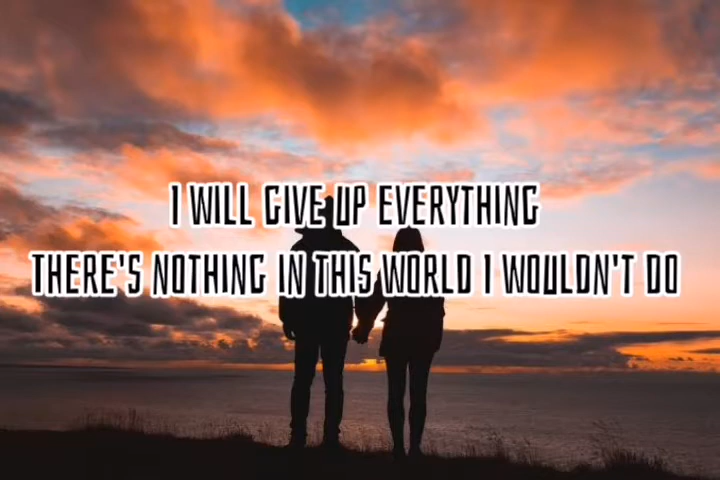 I WILL GIVE UP EVERYTHING
THERE'S NOTHING IN THIS WORLD I WOULDN'T DO